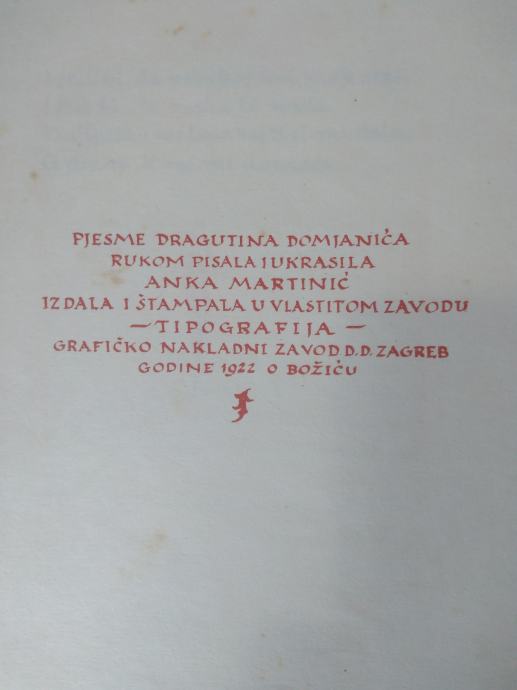 PJESME DRAGUTINA DOMJANIĆA
RUKOM PISALA I UKRASILA
ANKA MARTINIĆ
IZDALA I ŠTAMPALA U VLASTITOM ZAVODU
— TIPOGRAFIJA —
GRAFIČKO NAKLADNI ZAVOD D.D. ZAGREB
GODINE 1922 O BOŽIĆU